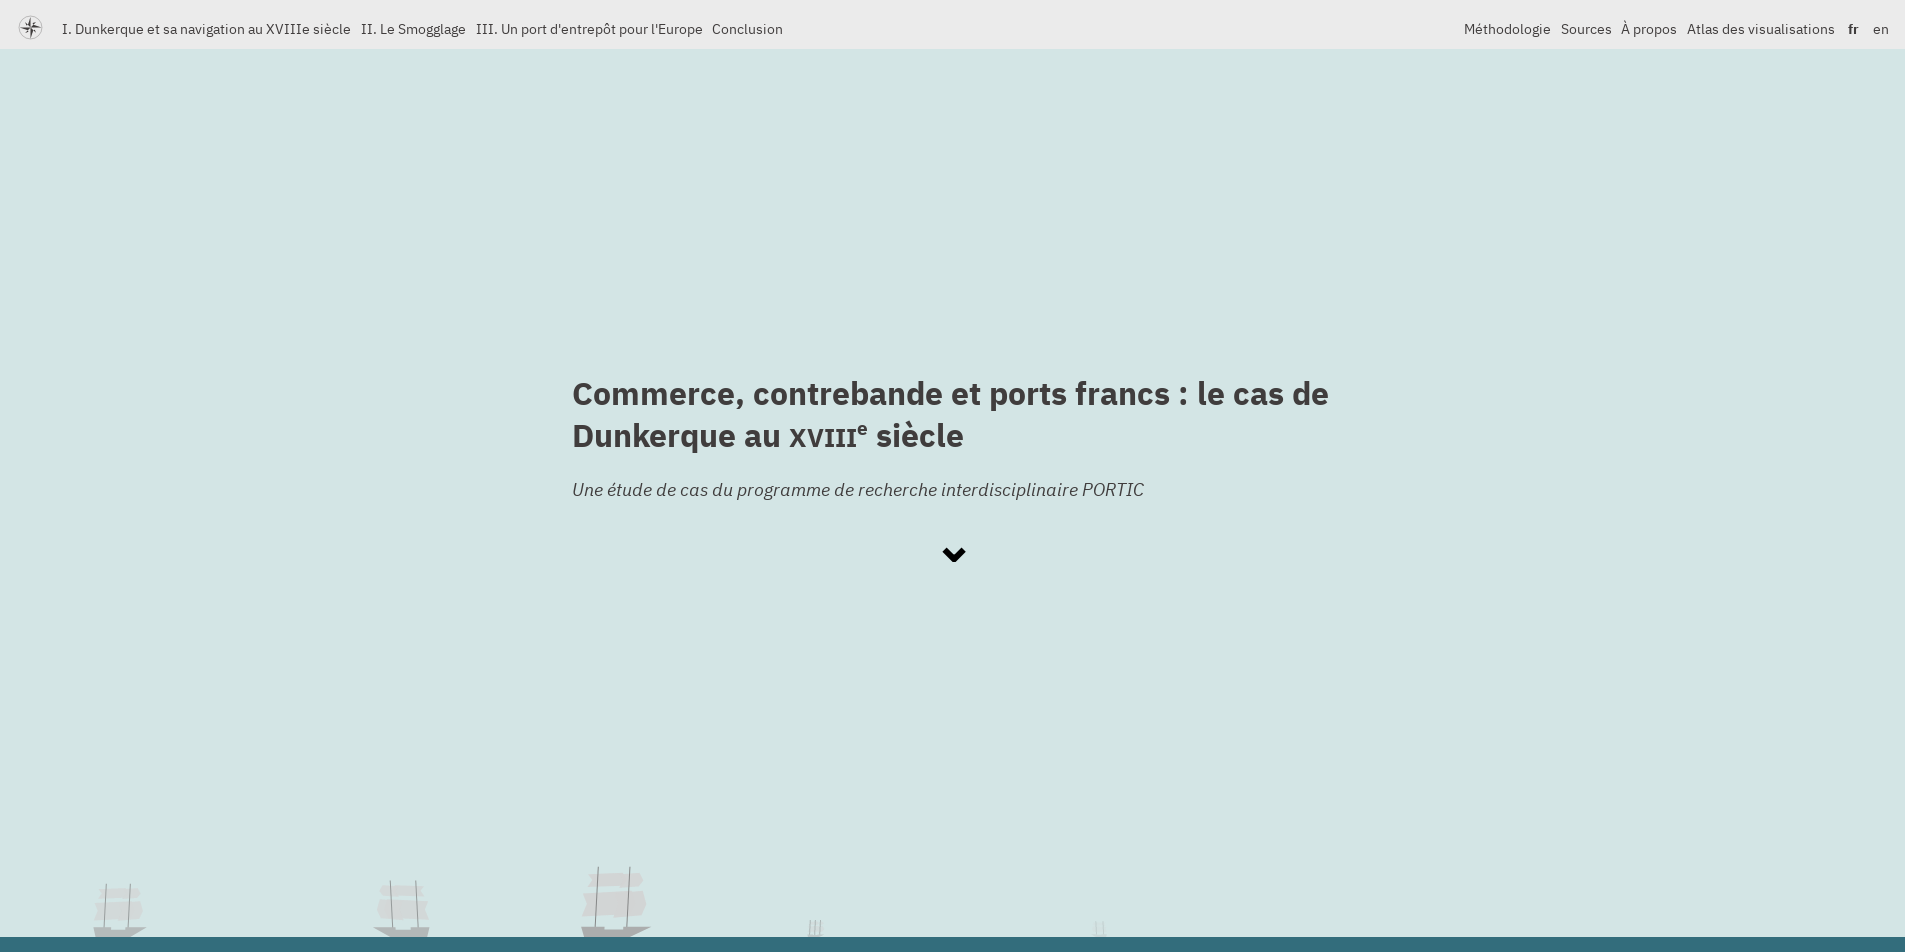 I. Dunkerque et sa navigation au XVIIIe siècle II. Le Smogglage III. Un port d'entrepôt pour l'Europe Conclusion Méthodologie Sources À propos Atlas des visualisations fr en
Commerce, contrebande et ports francs : le cas de
Dunkerque au XVIIIe siècle
Une étude de cas du programme de recherche interdisciplinaire PORTIC